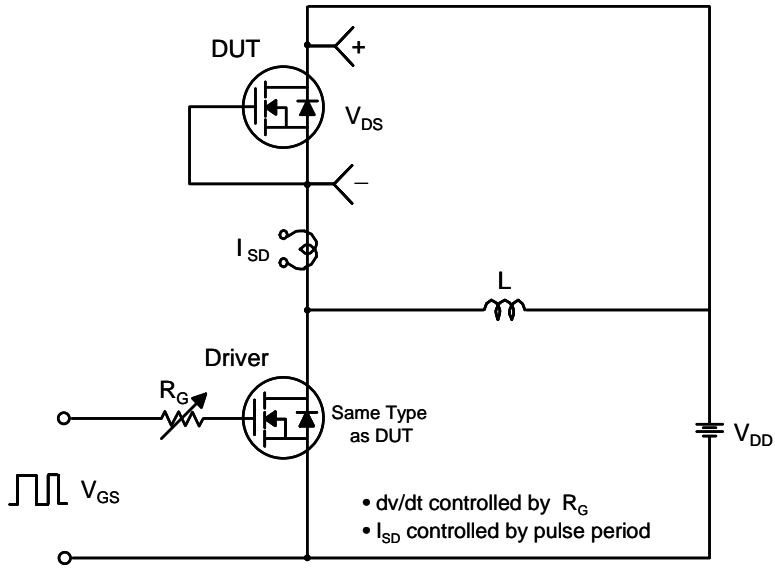 DUT
+
V_DS
−
I_SD
L
Driver
R_G
Same Type
as DUT
V_DD
V_GS
• dv/dt controlled by R_G
• I_SD controlled by pulse period